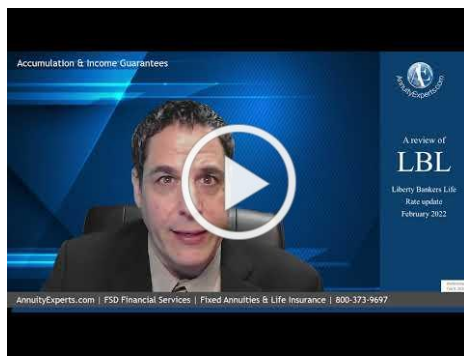 Accumulation & Income Guarantees
AnnuityExperts.com
A review of
LBL
Liberty Bankers Life
Rate update
February 2022
AnnuityExperts.com | FSD Financial Services | Fixed Annuities & Life Insurance | 800-373-9697